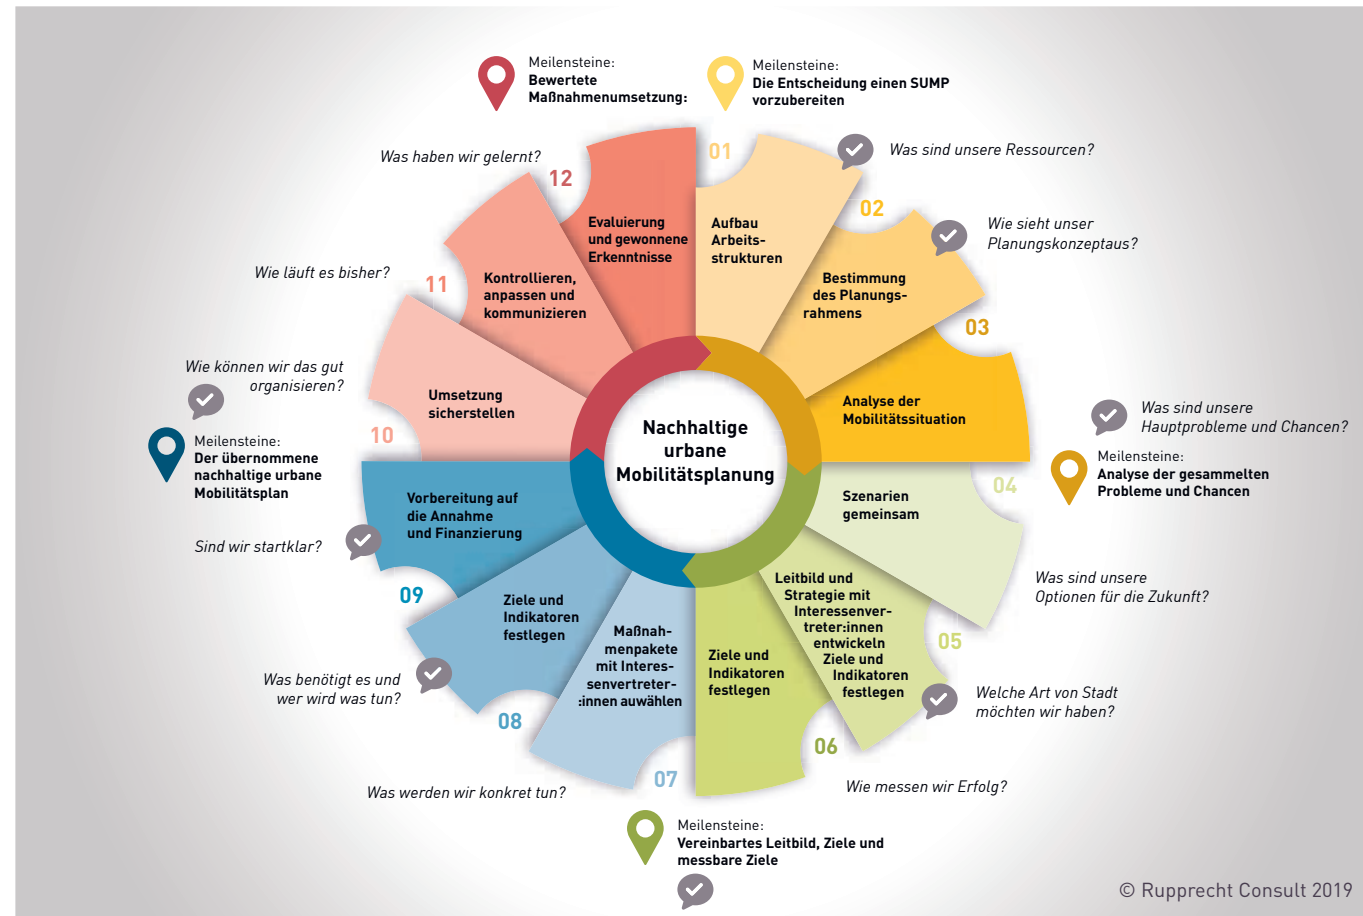 Meilensteine:
Bewertete
Maßnahmenumsetzung:
Meilensteine:
Die Entscheidung einen SUMP
vorzubereiten
01
Aufbau
Arbeits-
strukturen
Was sind unsere Ressourcen?
02
Bestimmung
des Planungs-
rahmens
Wie sieht unser
Planungskonzeptaus?
03
Analyse der
Mobilitätssituation
Was sind unsere
Hauptprobleme und Chancen?
Meilensteine:
Analyse der gesammelten
Probleme und Chancen
04
Szenarien
gemeinsam
Was sind unsere
Optionen für die Zukunft?
05
Leitbild und
Strategie mit
Interessenver-
treter:innen
entwickeln
Ziele und
Indikatoren
festlegen
Welche Art von Stadt
möchten wir haben?
06
Ziele und
Indikatoren
festlegen
Wie messen wir Erfolg?
Meilensteine:
Vereinbartes Leitbild, Ziele und
messbare Ziele
07
Maßnah-
menpakete
mit Interes-
senvertreter-
:innen auwählen
Was werden wir konkret tun?
08
Ziele und
Indikatoren
festlegen
Was benötigt es und
wer wird was tun?
09
Vorbereitung auf
die Annahme
und Finanzierung
Sind wir startklar?
Meilensteine:
Der übernommene
nachhaltige urbane
Mobilitätsplan
10
Umsetzung
sicherstellen
Wie können wir das gut
organisieren?
11
Kontrollieren,
anpassen und
kommunizieren
Wie läuft es bisher?
12
Evaluierung
und gewonnene
Erkenntnisse
Was haben wir gelernt?
Nachhaltige
urbane
Mobilitätsplanung
© Rupprecht Consult 2019